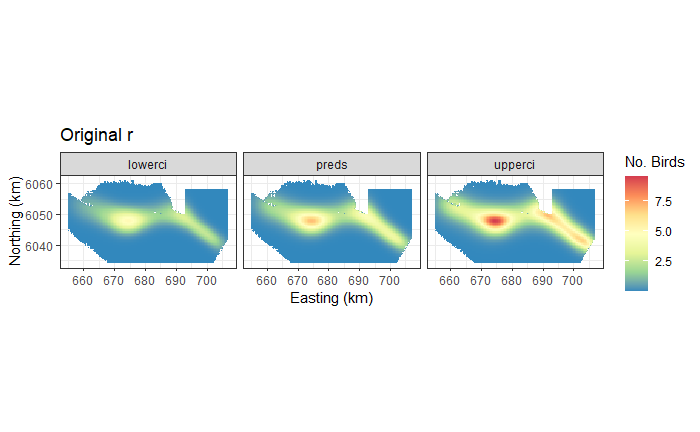 Original r
lowerci preds upperci
No. Birds
7.5
5.0
2.5
Northing (km)
6060
6050
6040
660 670 680 690 700 660 670 680 690 700 660 670 680 690 700
Easting (km)